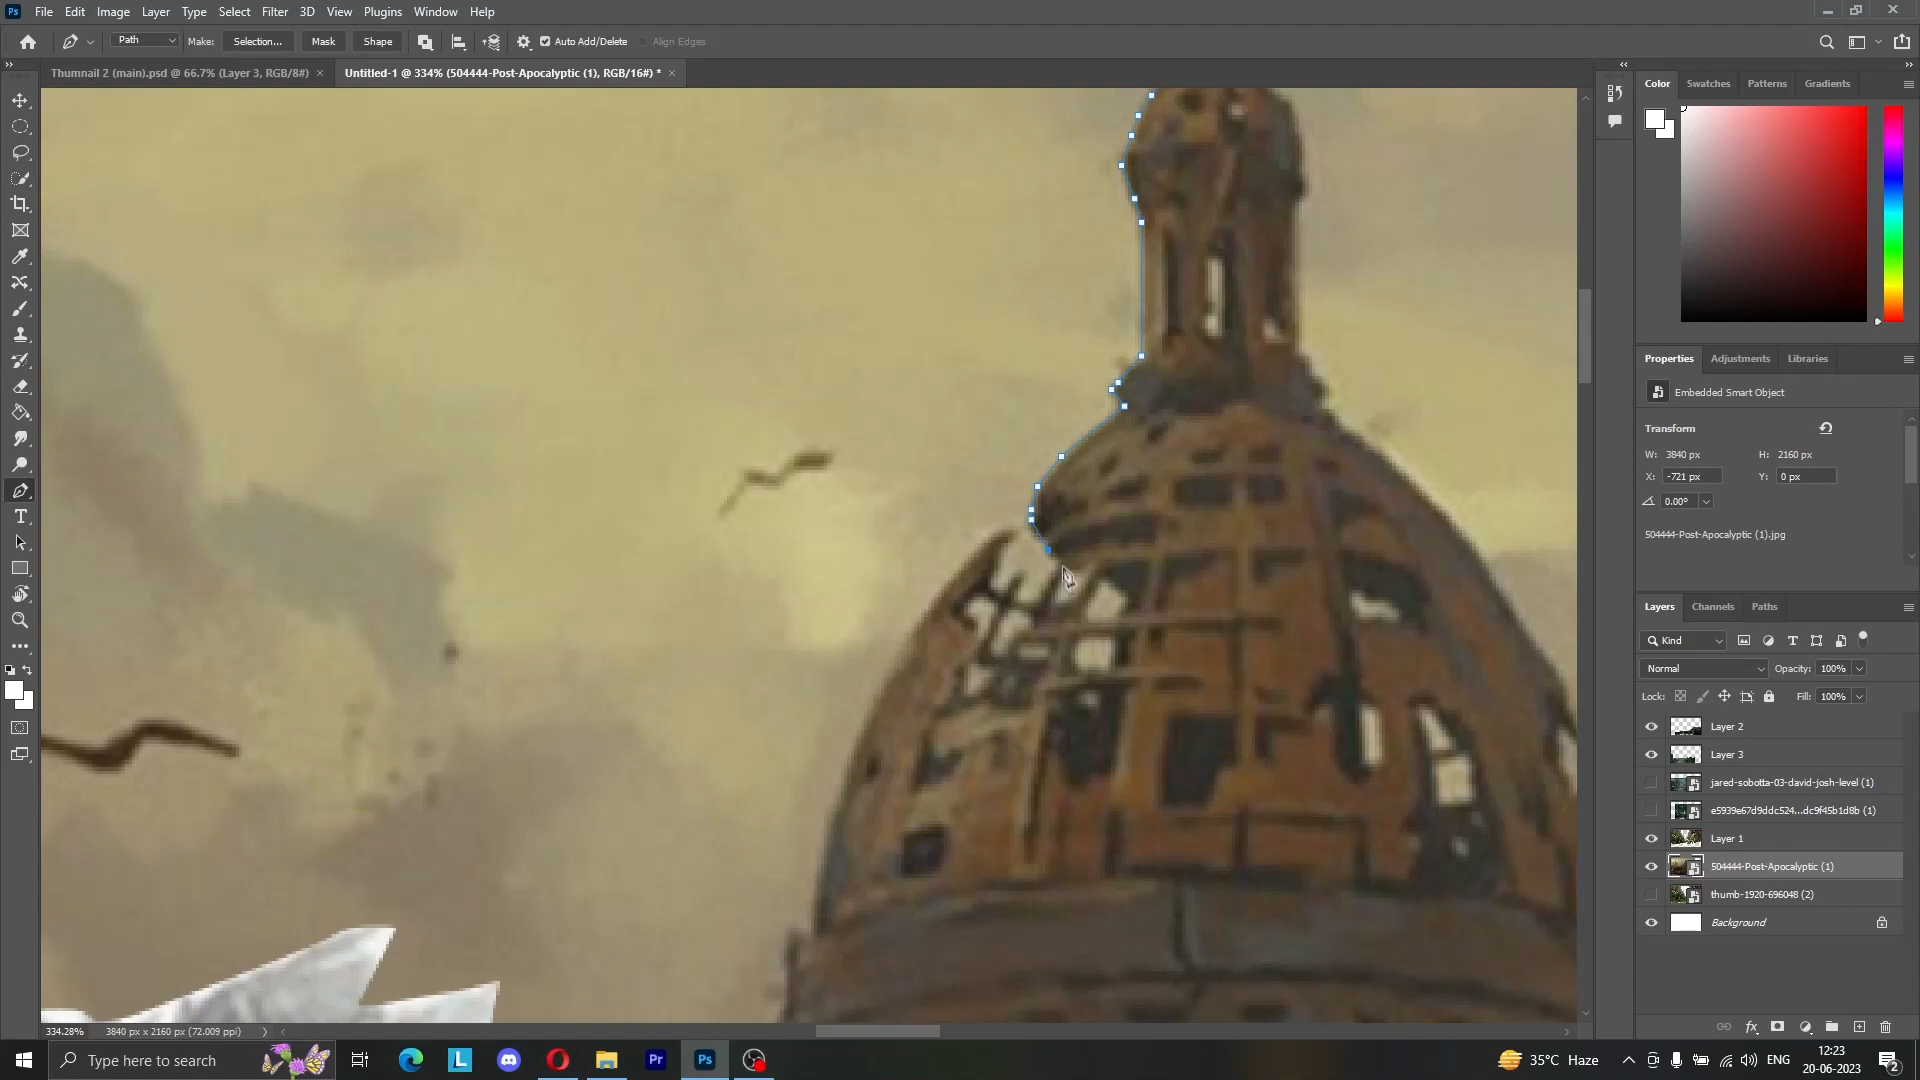 Ps File Edit Image Layer Type Select Filter 3D View Plugins Window Help
Path Make: Selection... Mask Shape Auto Add/Delete Align Edges
Thumnail 2 (main).psd @ 66.7% (Layer 3, RGB/8#) × Untitled-1 @ 334% (504444-Post-Apocalyptic (1), RGB/16#) * ×
Color Swatches Patterns Gradients
Properties Adjustments Libraries
Embedded Smart Object
Transform
W: 3840 px H: 2160 px
X: -721 px Y: 0 px
0.00°
504444-Post-Apocalyptic (1).jpg
Layers Channels Paths
Kind
Normal Opacity: 100%
Lock: Fill: 100%
Layer 2
Layer 3
jared-sobotta-03-david-josh-level (1)
e5939e67d9ddc524...dc9f45b1d8b (1)
Layer 1
504444-Post-Apocalyptic (1)
thumb-1920-696048 (2)
Background
334.28% 3840 px x 2160 px (72.009 ppi)
Type here to search L Pr Ps 35°C Haze ENG 12:23
20-06-2023 2